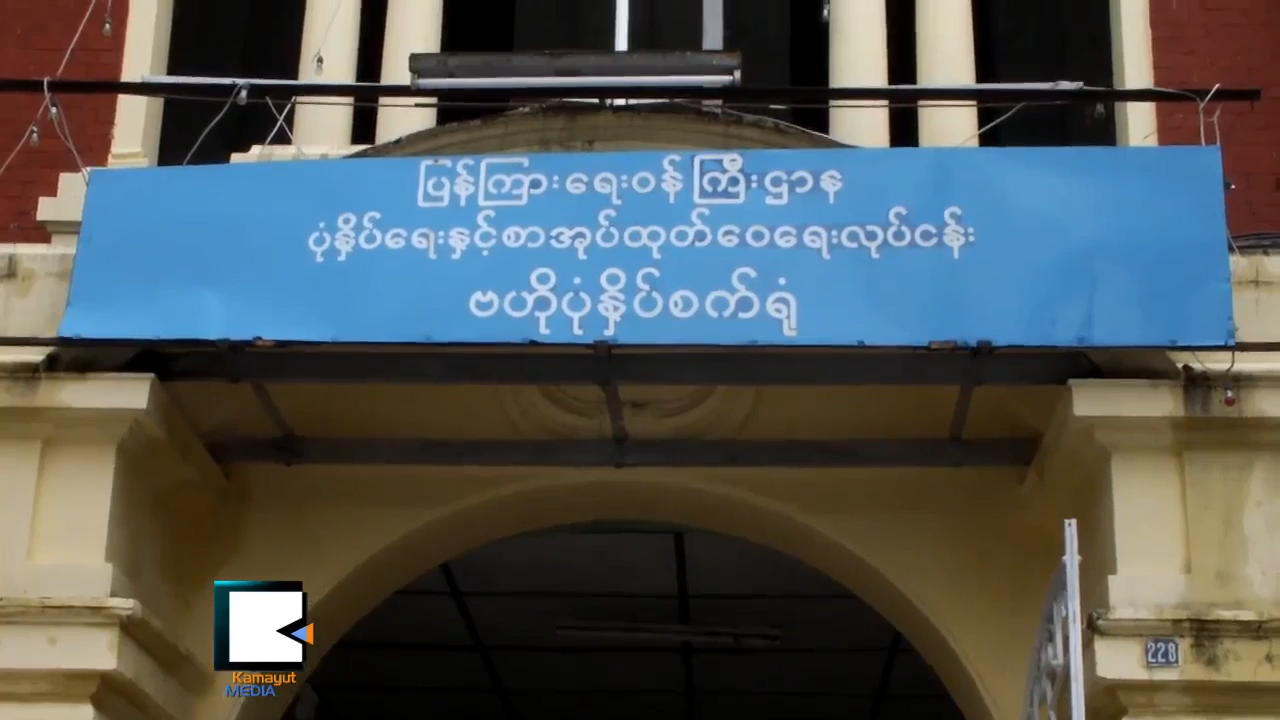 ပြန်ကြားရေးဝန်ကြီးဌာန
ပုံနှိပ်ရေးနှင့်စာအုပ်ထုတ်ဝေရေးလုပ်ငန်း
ဗဟိုပုံနှိပ်စက်ရုံ
228
Kamayut
MEDIA